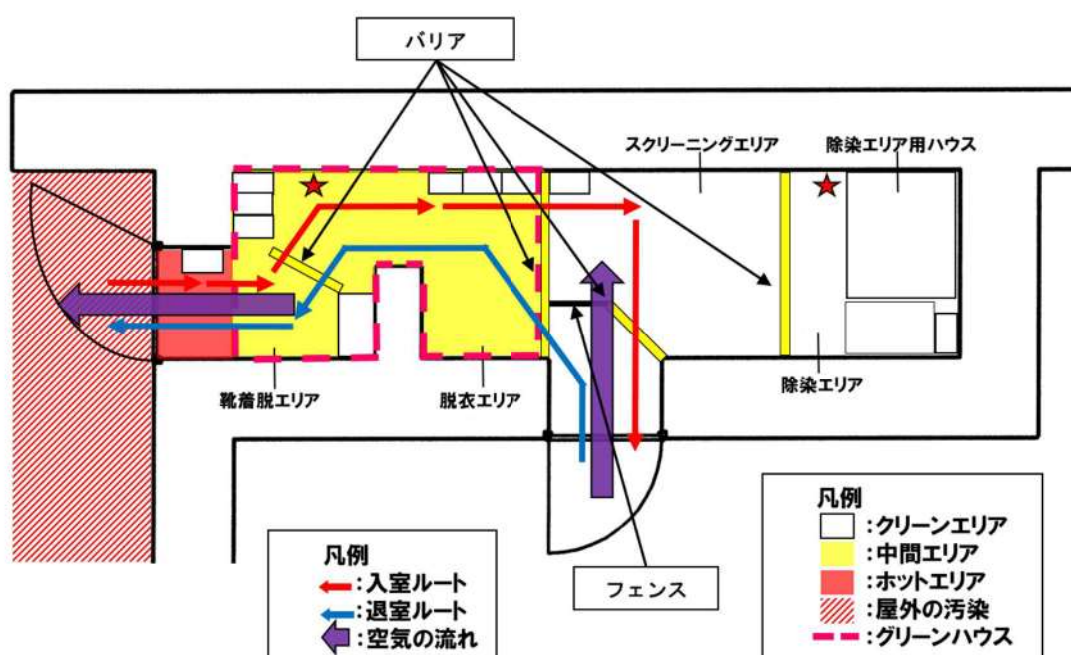 バリア
スクリーニングエリア
除染エリア用ハウス
靴着脱エリア
脱衣エリア
除染エリア
フェンス
凡例
:入室ルート
:退室ルート
:空気の流れ
凡例
:クリーンエリア
:中間エリア
:ホットエリア
:屋外の汚染
:グリーンハウス